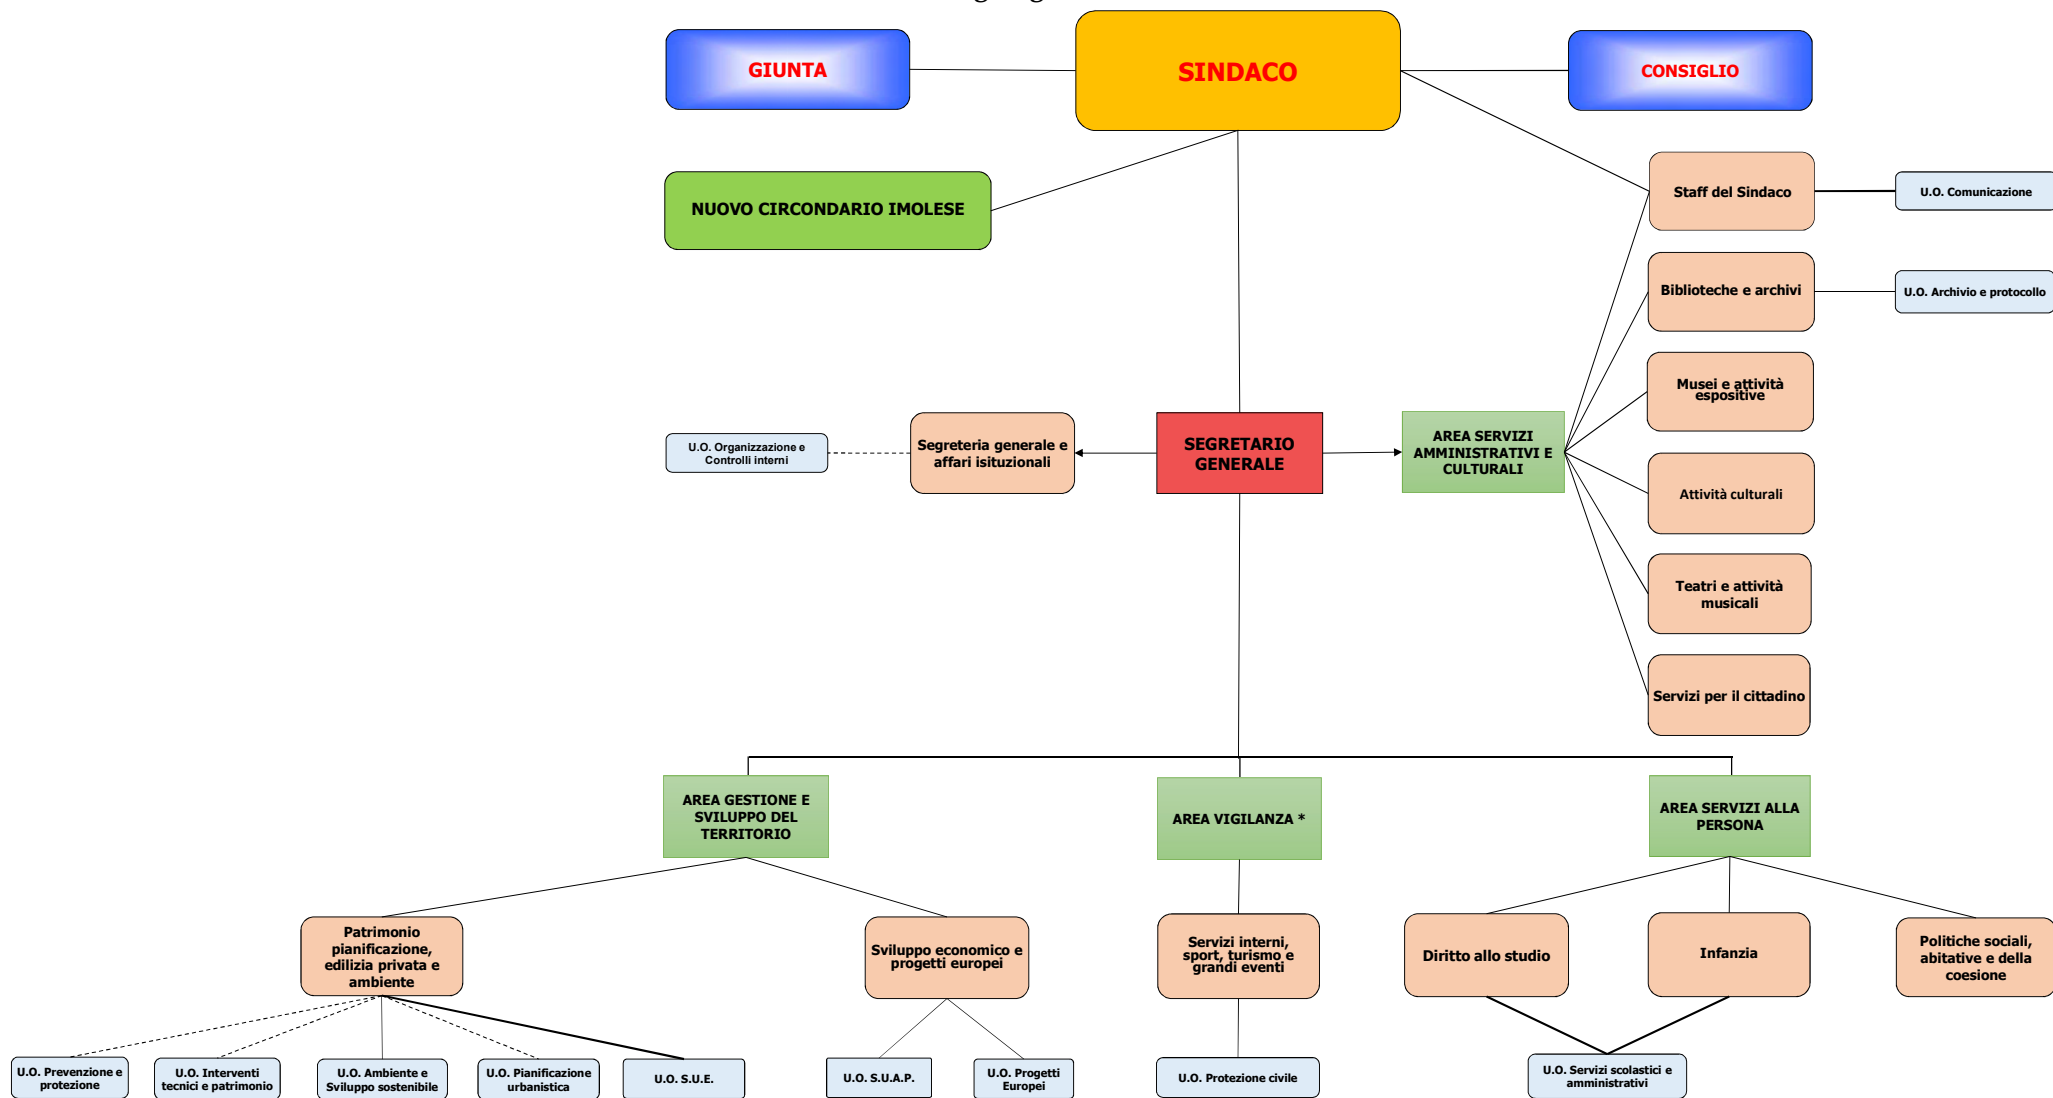 GIUNTA
SINDACO
CONSIGLIO
NUOVO CIRCONDARIO IMOLESE
Staff del Sindaco
U.O. Comunicazione
Biblioteche e archivi
U.O. Archivio e protocollo
Musei e attività
espositive
U.O. Organizzazione e
Controlli interni
Segreteria generale e
affari isituzionali
SEGRETARIO
GENERALE
AREA SERVIZI
AMMINISTRATIVI E
CULTURALI
Attività culturali
Teatri e attività
musicali
Servizi per il cittadino
AREA GESTIONE E
SVILUPPO DEL
TERRITORIO
AREA VIGILANZA *
AREA SERVIZI ALLA
PERSONA
Patrimonio
pianificazione,
edilizia privata e
ambiente
Sviluppo economico e
progetti europei
Servizi interni,
sport, turismo e
grandi eventi
Diritto allo studio
Infanzia
Politiche sociali,
abitative e della
coesione
U.O. Prevenzione e
protezione
U.O. Interventi
tecnici e patrimonio
U.O. Ambiente e
Sviluppo sostenibile
U.O. Pianificazione
urbanistica
U.O. S.U.E.
U.O. S.U.A.P.
U.O. Progetti
Europei
U.O. Protezione civile
U.O. Servizi scolastici e
amministrativi